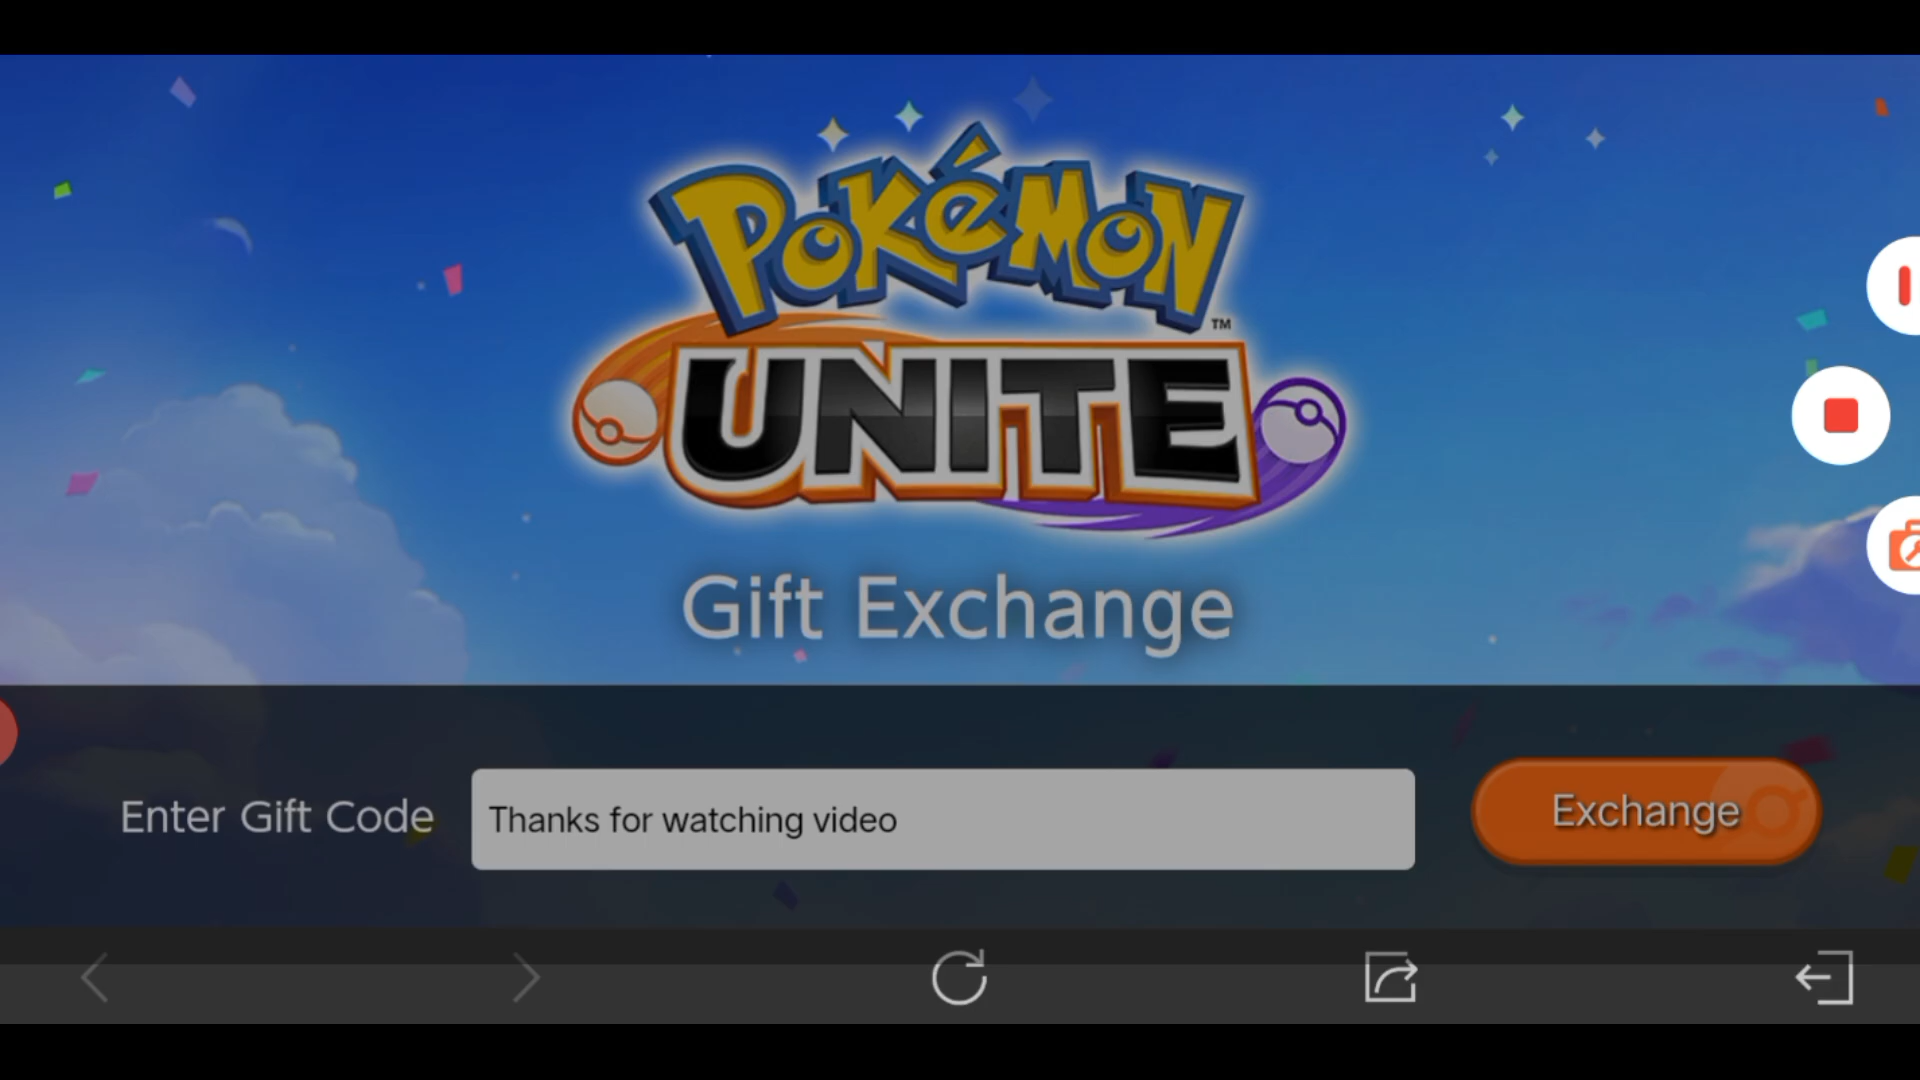 POKéMON
TM
UNITE
Gift Exchange
Enter Gift Code
Thanks for watching video
Exchange